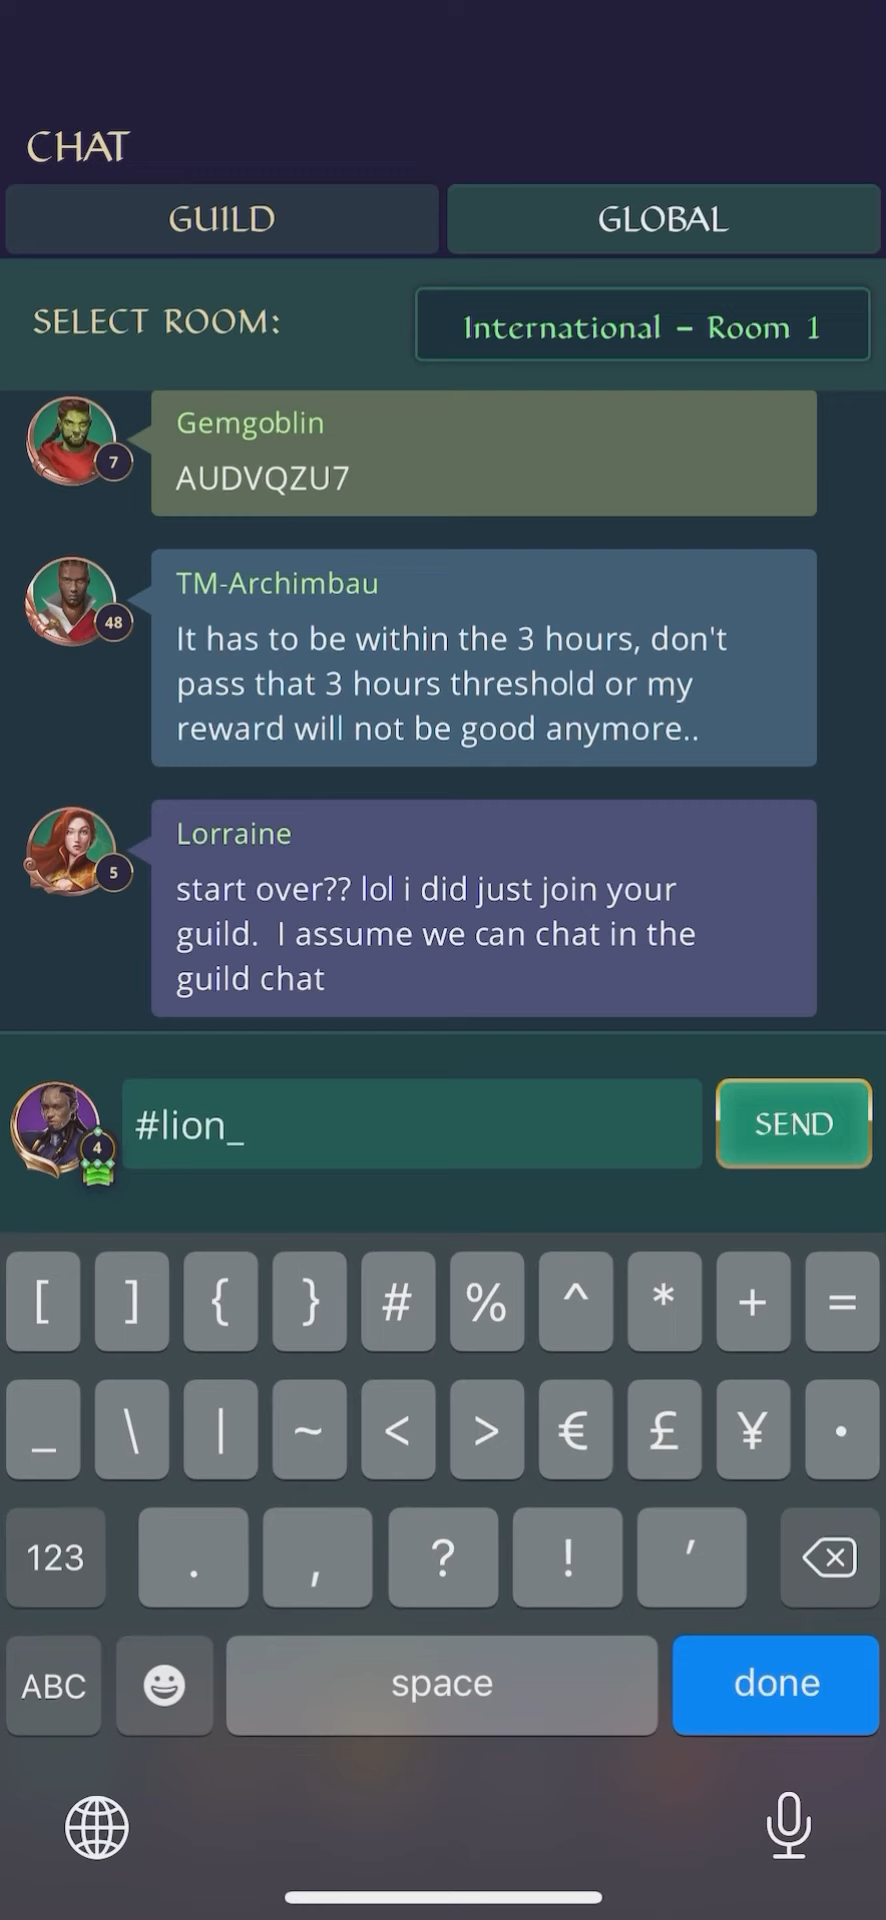 CHAT
GUILD
GLOBAL
SELECT ROOM:
International – Room 1
Gemgoblin
7
AUDVQZU7
TM-Archimbau
48
It has to be within the 3 hours, don't
pass that 3 hours threshold or my
reward will not be good anymore..
Lorraine
5
start over?? lol i did just join your
guild.  I assume we can chat in the
guild chat
4
#lion_
SEND
[ ] { } # % ^ * + =
_ \ | ~ < > € £ ¥ •
123 . , ? ! ′
ABC space done